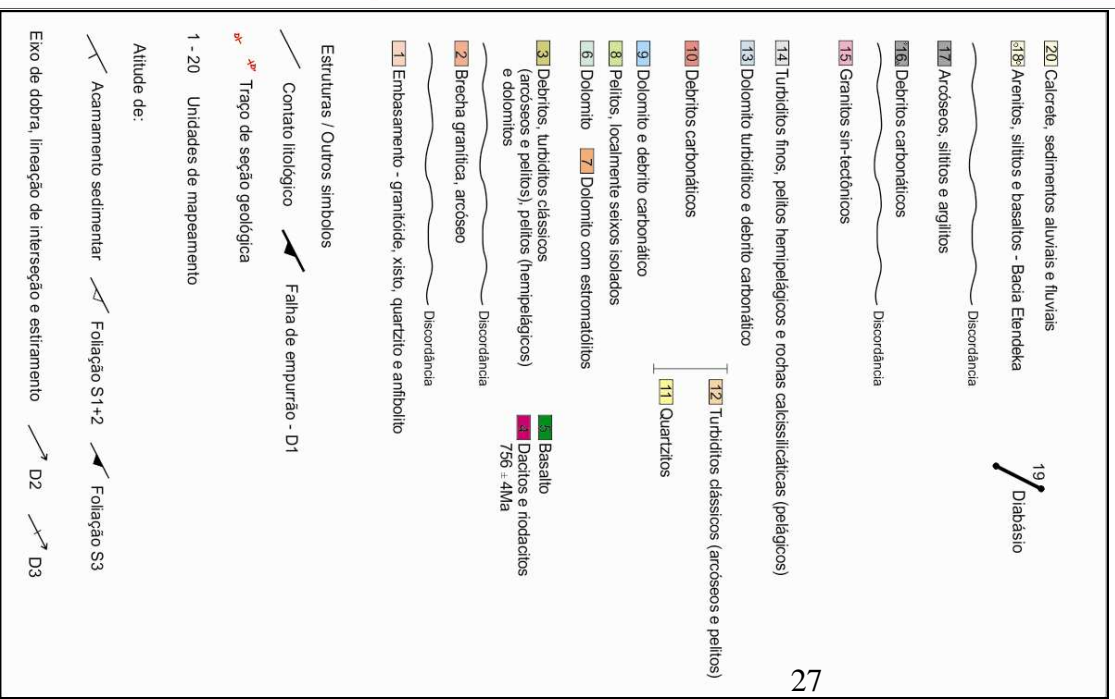 20 Calcrete, sedimentos aluviais e fluviais
18 Arenitos, siltitos e basaltos - Bacia Etendeka
19 Diabásio
Discordância
17 Arcóseos, siltitos e argilitos
16 Debritos carbonáticos
Discordância
15 Granitos sin-tectônicos
14 Turbiditos finos, pelitos hemipelágicos e rochas calcissilicáticas (pelágicos)
13 Dolomito turbidítico e debrito carbonático
12 Turbiditos clássicos (arcóseos e pelitos)
10 Debritos carbonáticos
11 Quartzitos
9 Dolomito e debrito carbonático
8 Pelitos, localmente seixos isolados
6 Dolomito 7 Dolomito com estromatólitos
3 Debritos, turbiditos clássicos
(arcóseos e pelitos), pelitos (hemipelágicos)
e dolomitos
5 Basalto
4 Dacitos e riodacitos
756 ± 4Ma
Discordância
2 Brecha granítica, arcóseo
Discordância
1 Embasamento - granitóide, xisto, quartzito e anfibolito
Estruturas / Outros simbolos
Contato litológico Falha de empurrão - D1
Traço de seção geológica
1 - 20 Unidades de mapeamento
Atitude de:
Acamamento sedimentar Foliação S1+2 Foliação S3
Eixo de dobra, lineação de interseção e estiramento D2 D3
27